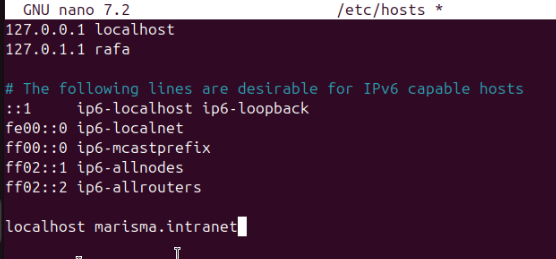 GNU nano 7.2 /etc/hosts *
127.0.0.1 localhost
127.0.1.1 rafa
# The following lines are desirable for IPv6 capable hosts
::1 ip6-localhost ip6-loopback
fe00::0 ip6-localnet
ff00::0 ip6-mcastprefix
ff02::1 ip6-allnodes
ff02::2 ip6-allrouters
localhost marisma.intranet